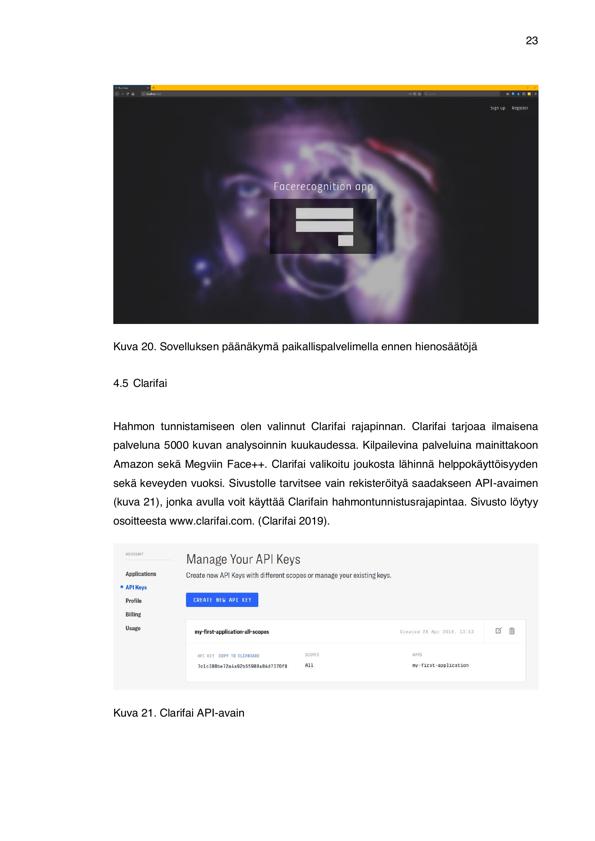 23
Sign up Register
Facerecognition app
Kuva 20. Sovelluksen päänäkymä paikallispalvelimella ennen hienosäätöjä
4.5 Clarifai
Hahmon tunnistamiseen olen valinnut Clarifai rajapinnan. Clarifai tarjoaa ilmaisena
palveluna 5000 kuvan analysoinnin kuukaudessa. Kilpailevina palveluina mainittakoon
Amazon sekä Megviin Face++. Clarifai valikoitu joukosta lähinnä helppokäyttöisyyden
sekä keveyden vuoksi. Sivustolle tarvitsee vain rekisteröityä saadakseen API-avaimen
(kuva 21), jonka avulla voit käyttää Clarifain hahmontunnistusrajapintaa. Sivusto löytyy
osoitteesta www.clarifai.com. (Clarifai 2019).
ACCOUNT
Manage Your API Keys
Applications
Create new API Keys with different scopes or manage your existing keys.
API Keys
Profile
CREATE NEW API KEY
Billing
Usage
my-first-application-all-scopes
Created 28 Apr
API KEY COPY TO CLIPBOARD
SCOPES
APPS
All
my-first-application
Kuva 21. Clarifai API-avain